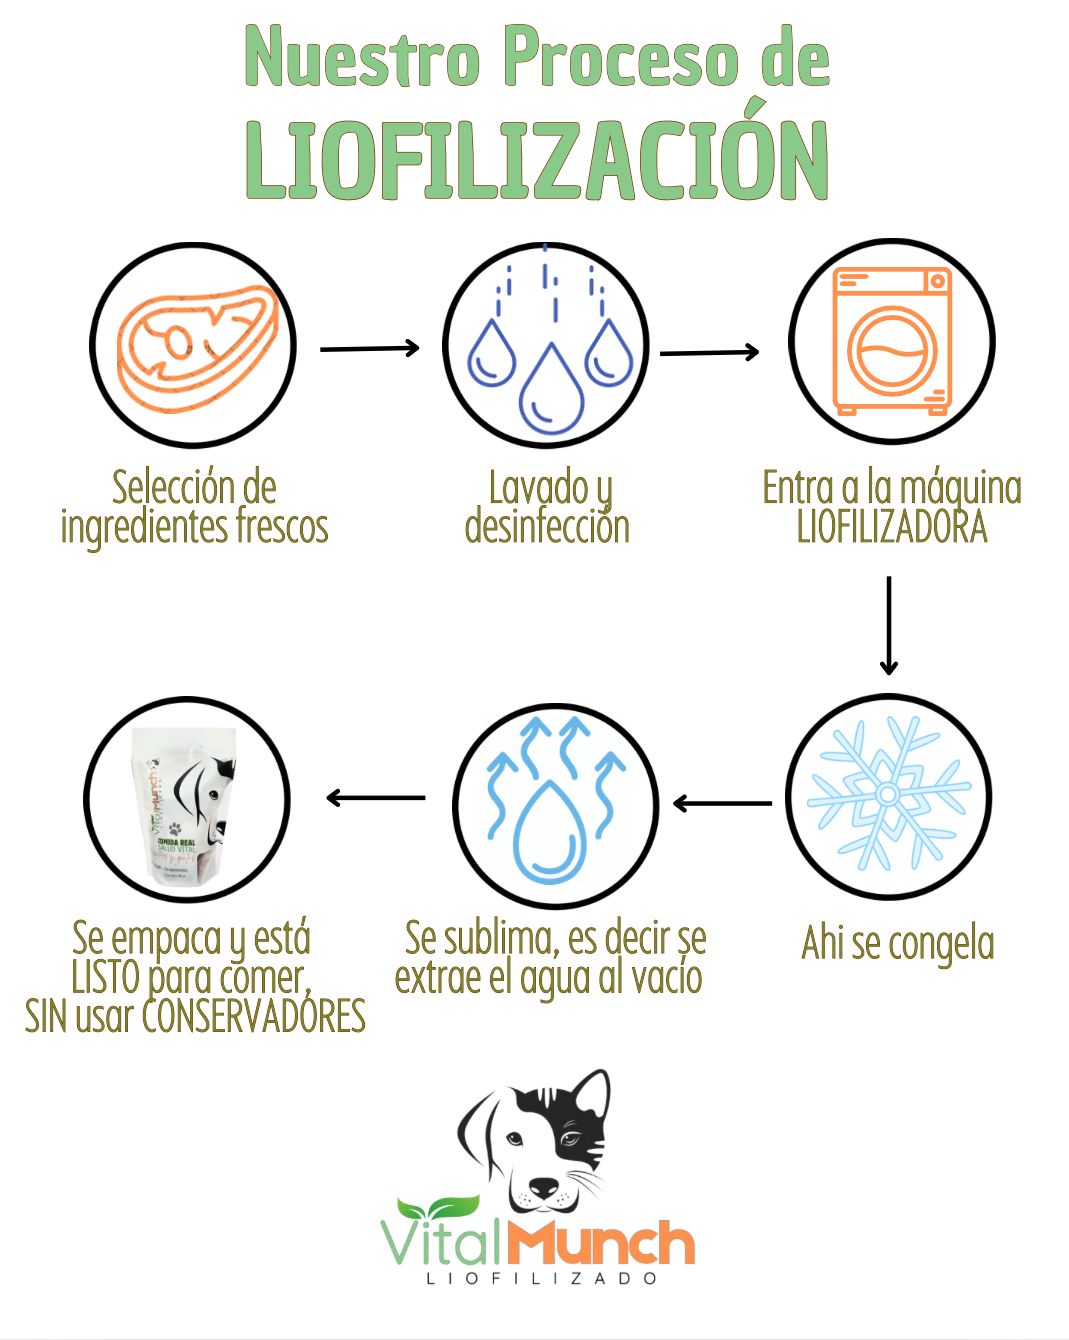 Nuestro Proceso de
LIOFILIZACIÓN
Selección de
ingredientes frescos
Lavado y
desinfección
Entra a la máquina
LIOFILIZADORA
Se empaca y está
LISTO para comer,
SIN usar CONSERVADORES
Se sublima, es decir se
extrae el agua al vacío
Ahi se congela
VitalMunch
COMIDA REAL
SALUD VITAL
VitalMunch
LIOFILIZADO